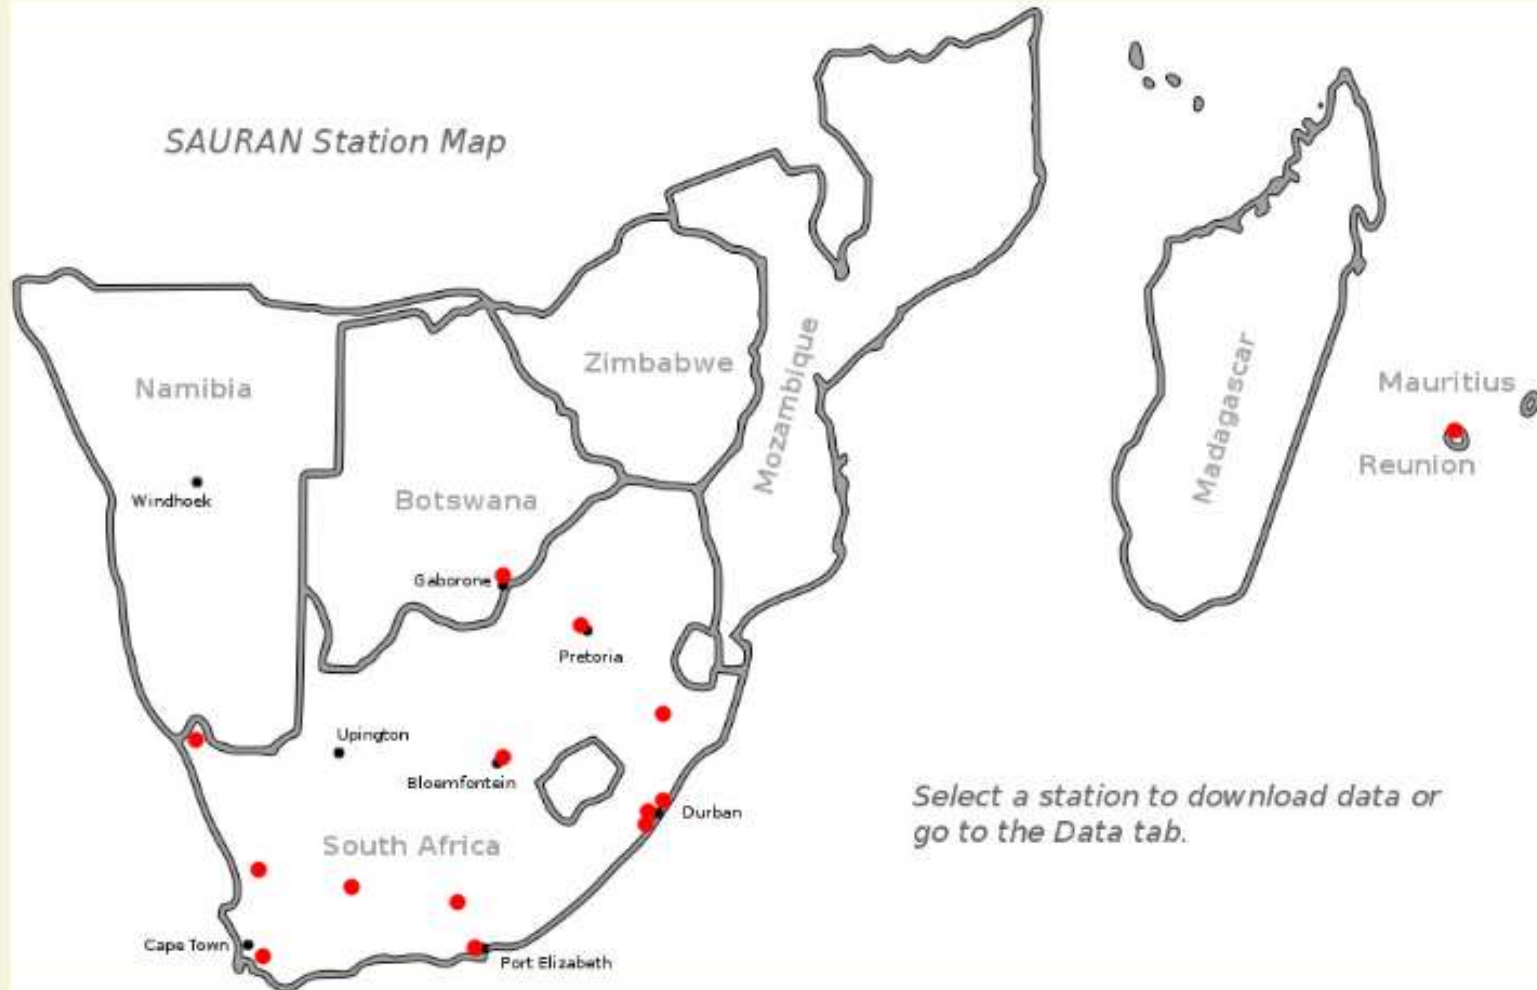 SAURAN Station Map
Namibia
Windhoek
Botswana
Gaborone
Zimbabwe
Mozambique
Madagascar
Mauritius
Reunion
Pretoria
Upington
Bloemfontein
Durban
South Africa
Cape Town
Port Elizabeth
Select a station to download data or
go to the Data tab.